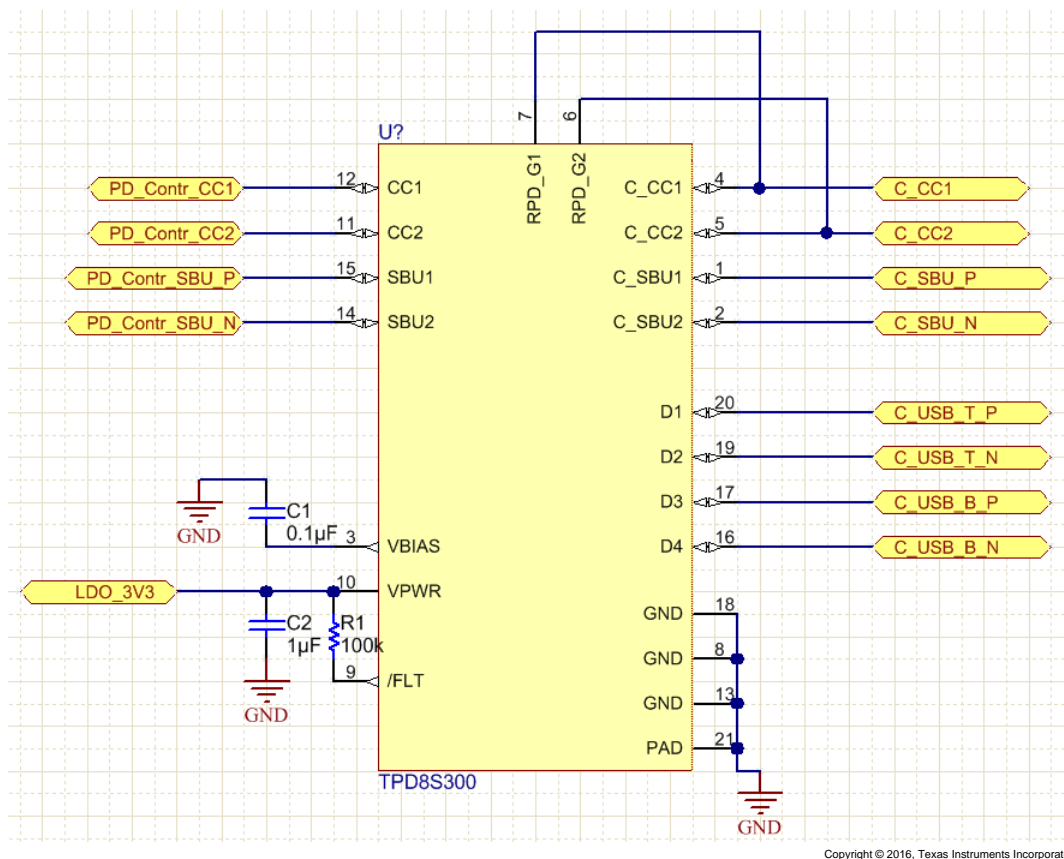 7
6
U?
RPD_G1
RPD_G2
PD_Contr_CC1
12
CC1
C_CC1
4
C_CC1
PD_Contr_CC2
11
CC2
C_CC2
5
C_CC2
PD_Contr_SBU_P
15
SBU1
C_SBU1
1
C_SBU_P
PD_Contr_SBU_N
14
SBU2
C_SBU2
2
C_SBU_N
D1
20
C_USB_T_P
D2
19
C_USB_T_N
D3
17
C_USB_B_P
D4
16
C_USB_B_N
GND
C1
0.1µF
3
VBIAS
LDO_3V3
10
VPWR
C2
1µF
R1
100k
9
/FLT
GND
GND
18
GND
8
GND
13
PAD
21
TPD8S300
GND
Copyright © 2016, Texas Instruments Incorporat